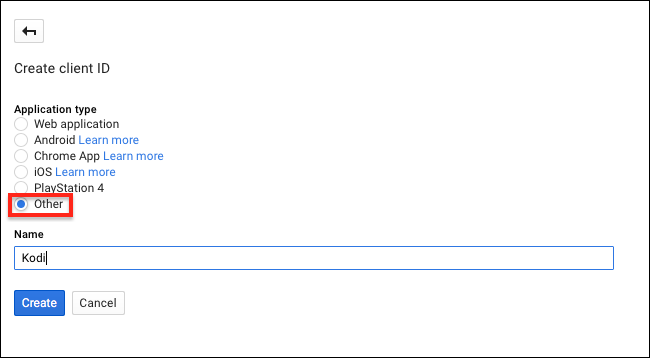 Create client ID
Application type
Web application
Android Learn more
Chrome App Learn more
iOS Learn more
PlayStation 4
Other
Name
Kodi
Create Cancel